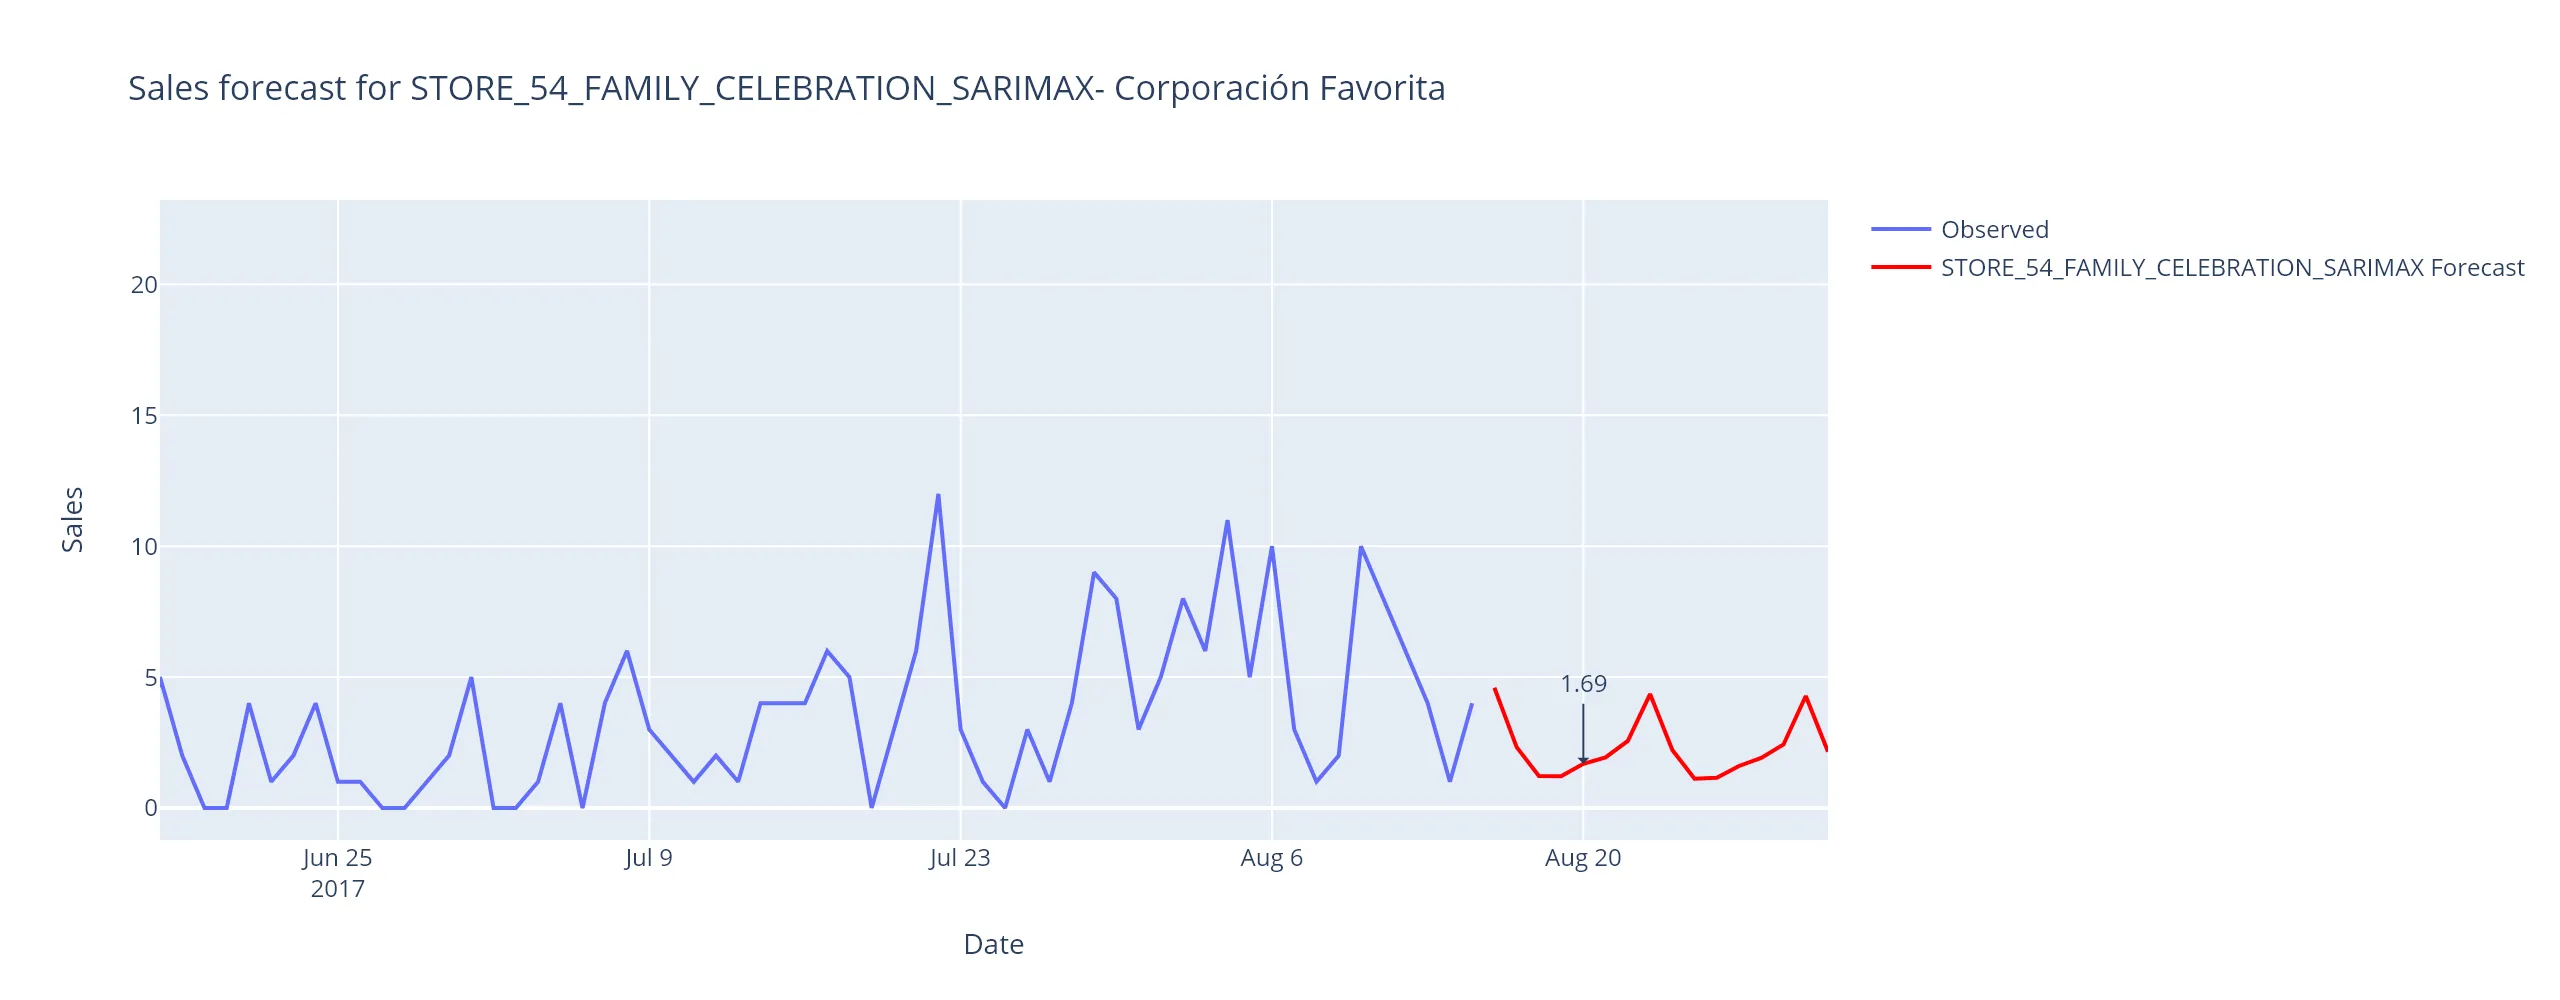 Sales forecast for STORE_54_FAMILY_CELEBRATION_SARIMAX- Corporación Favorita
Observed
STORE_54_FAMILY_CELEBRATION_SARIMAX Forecast
20
15
10
5
0
Sales
1.69
Jun 25
2017
Jul 9
Jul 23
Aug 6
Aug 20
Date